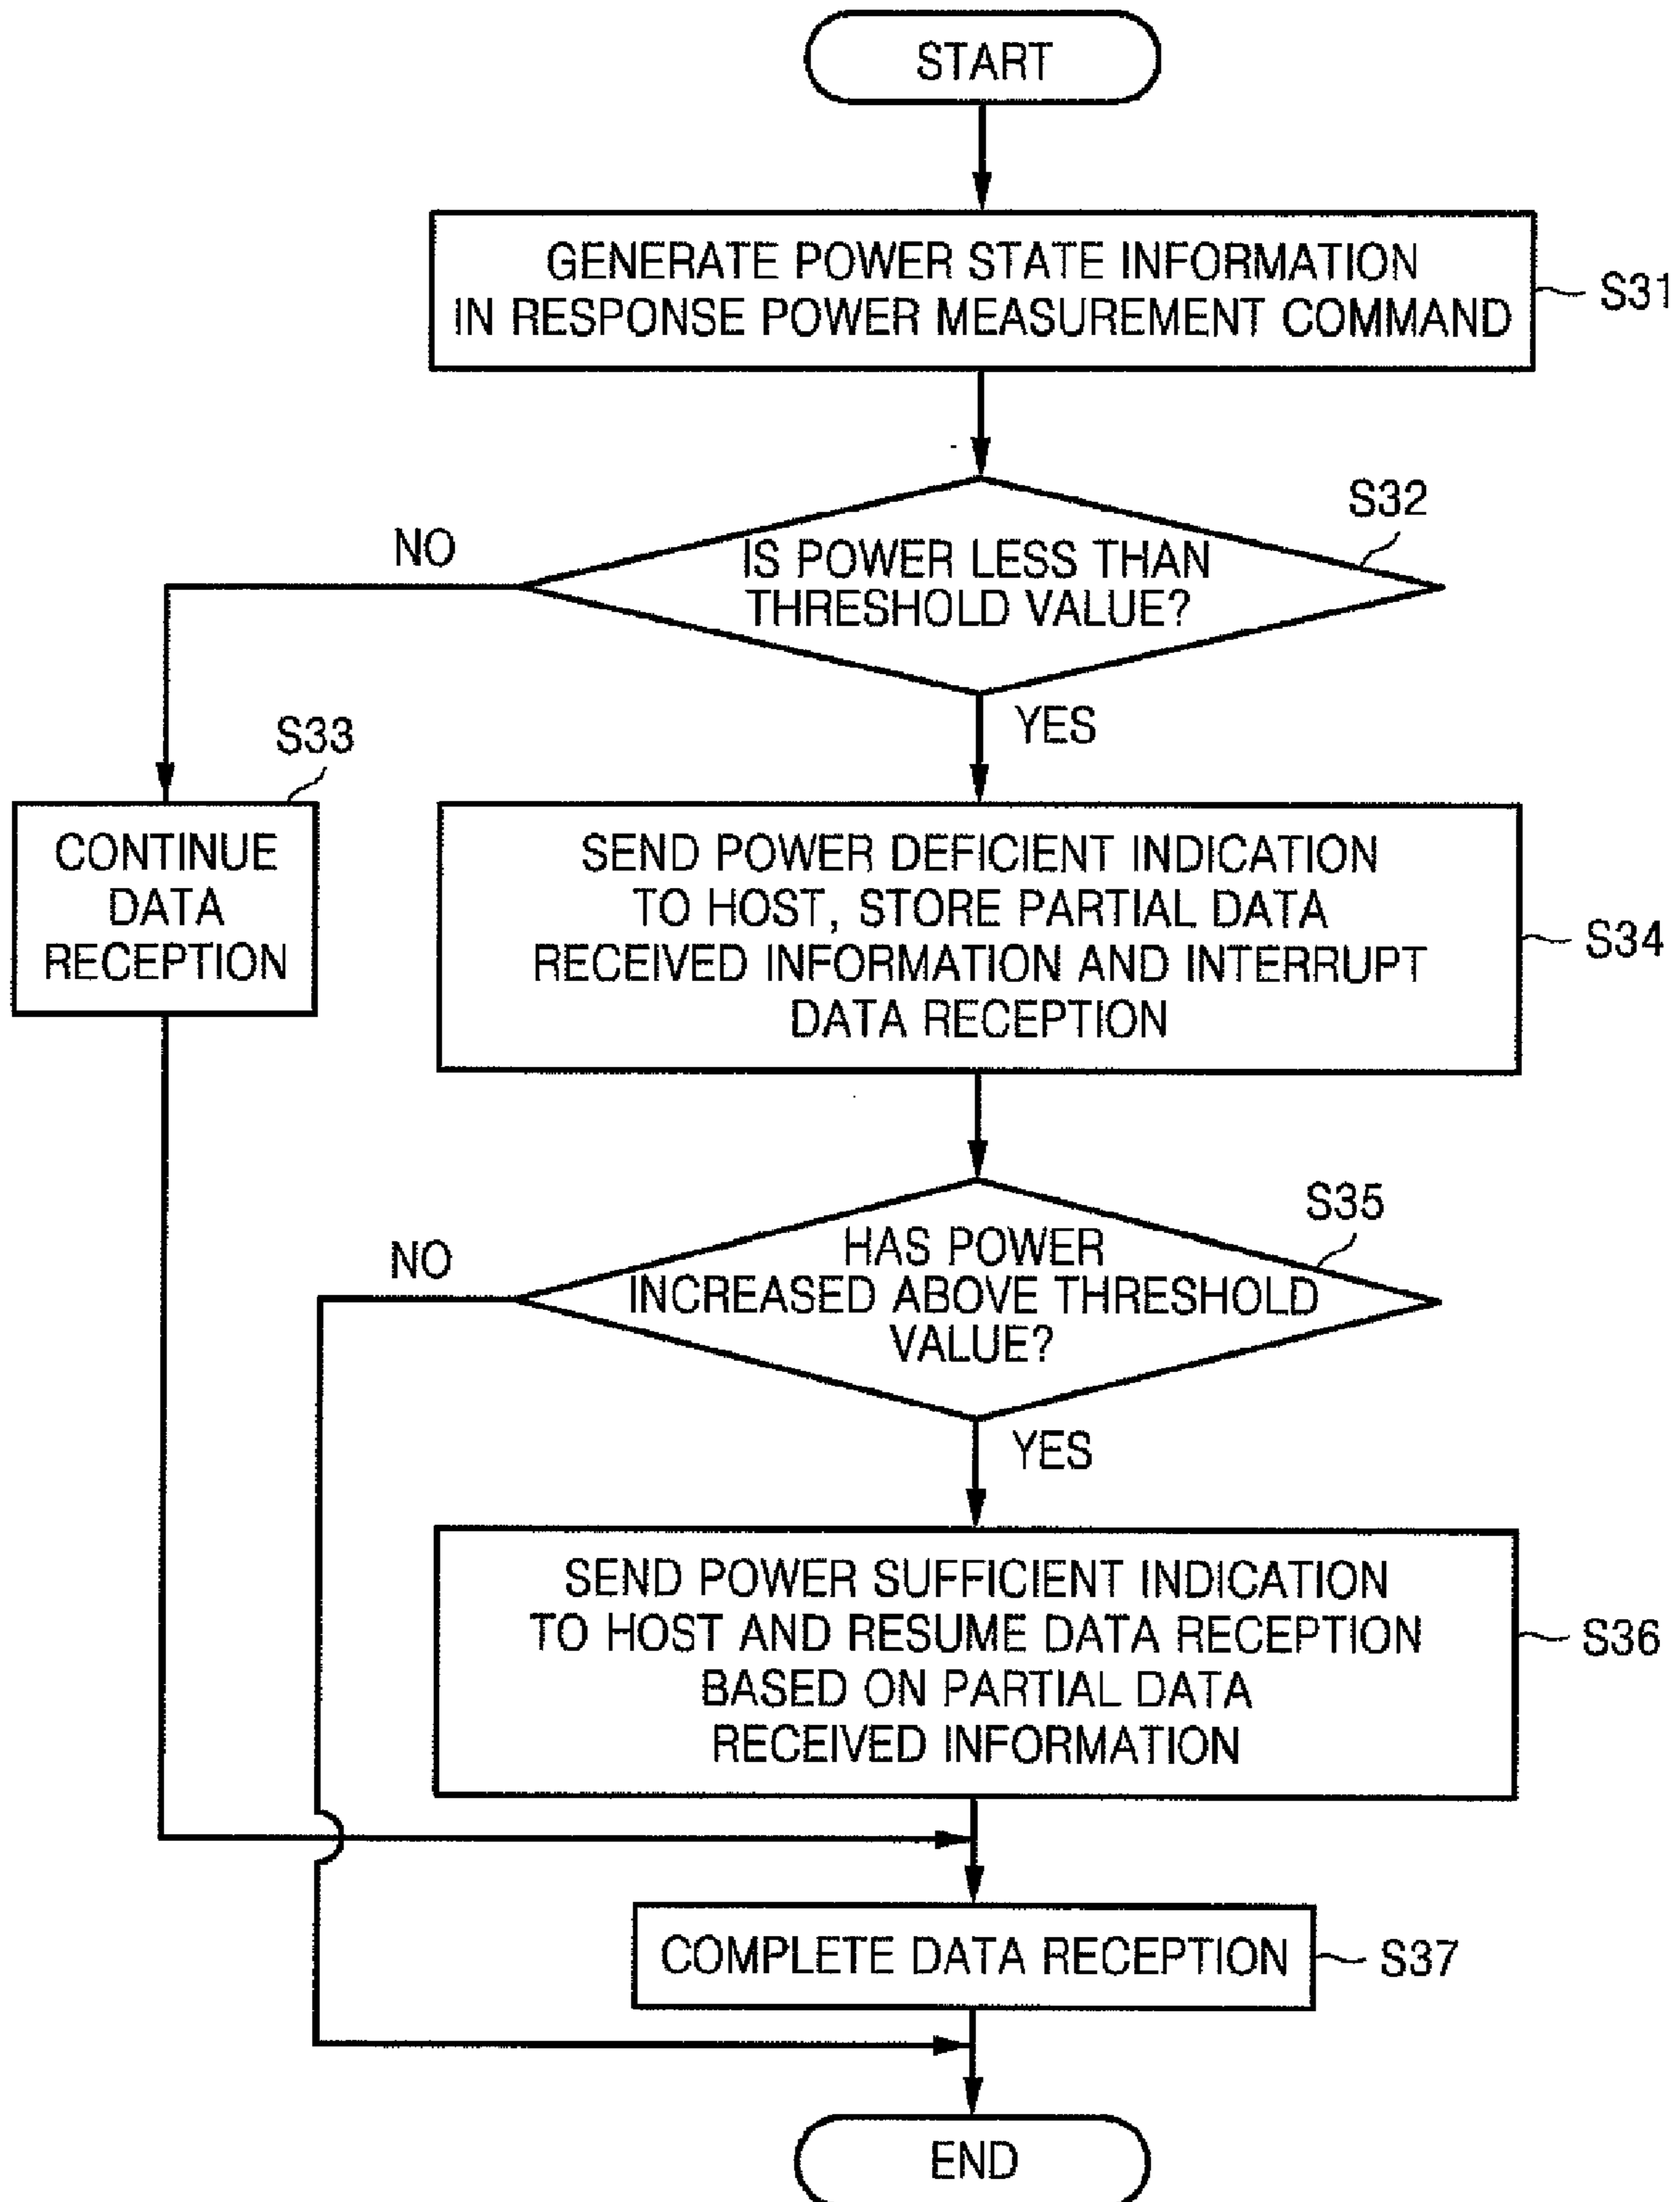 START
GENERATE POWER STATE INFORMATION
IN RESPONSE POWER MEASUREMENT COMMAND
S31
S32
NO
IS POWER LESS THAN
THRESHOLD VALUE?
YES
S33
CONTINUE
DATA
RECEPTION
SEND POWER DEFICIENT INDICATION
TO HOST, STORE PARTIAL DATA
RECEIVED INFORMATION AND INTERRUPT
DATA RECEPTION
S34
S35
NO
HAS POWER
INCREASED ABOVE THRESHOLD
VALUE?
YES
SEND POWER SUFFICIENT INDICATION
TO HOST AND RESUME DATA RECEPTION
BASED ON PARTIAL DATA
RECEIVED INFORMATION
S36
COMPLETE DATA RECEPTION
S37
END